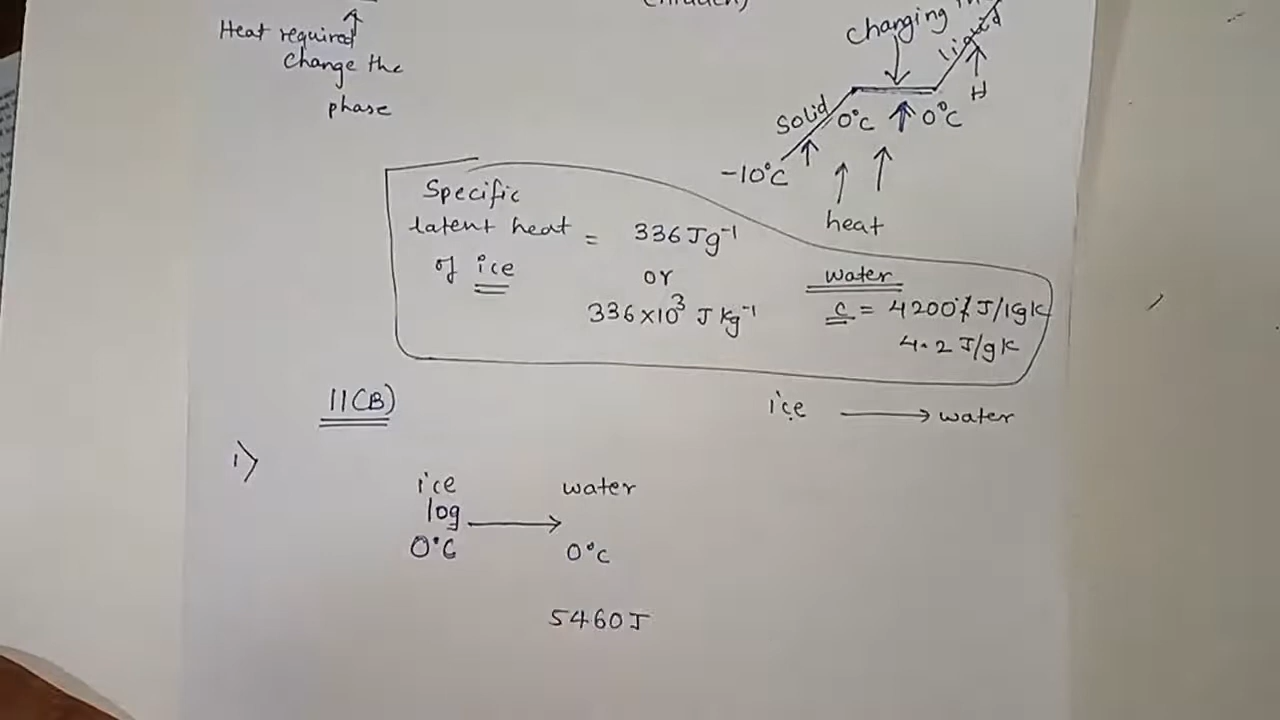 Heat required
change the
phase
changing
liquid
H
solid
0°C
0°C
-10°C
heat
Specific
latent heat = 336 Jg⁻¹
of ice
or
336×10³ J Kg⁻¹
water
c = 4200 J/kgK
4.2 J/gK
11(B)
ice → water
1)
ice
water
10g →
0°C
0°C
5460J